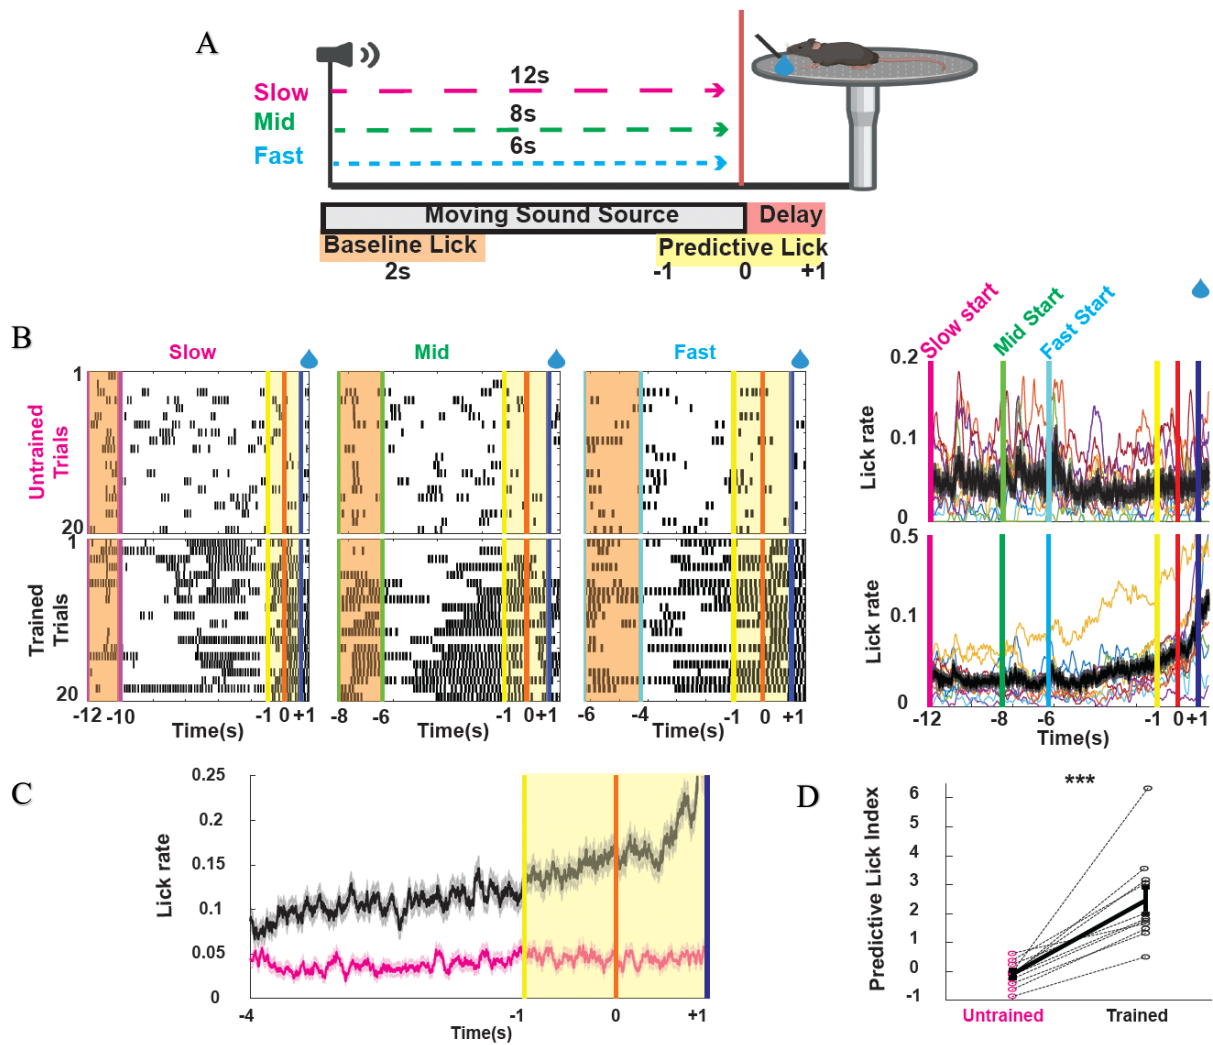 A
12s
Slow
8s
Mid
6s
Fast
Moving Sound Source
Delay
Baseline Lick
Predictive Lick
2s
-1
0
+1
B
Slow
Mid
Fast
1
Untrained
Trials
20
1
Trained
Trials
20
-12 -10 -1 0 +1
Time(s)
-8 -6 -1 0 +1
Time(s)
-6 -4 -1 0 +1
Time(s)
Slow start
Mid Start
Fast Start
0.2
0.1
0
Lick rate
0.5
0.1
0
Lick rate
-12 -8 -6 -1 0 +1
Time(s)
C
0.25
0.2
0.15
0.1
0.05
0
Lick rate
-4 -1 0 +1
Time(s)
D
***
6
5
4
3
2
1
0
-1
Predictive Lick Index
Untrained
Trained